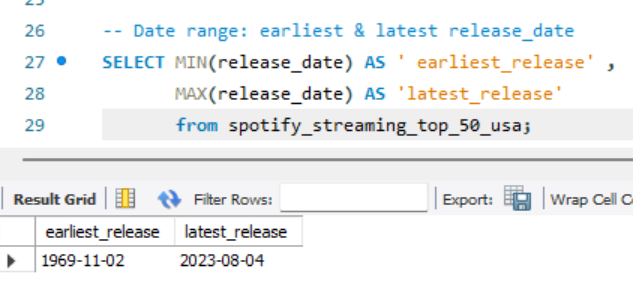 26 -- Date range: earliest & latest release_date
27 SELECT MIN(release_date) AS ' earliest_release' ,
28 MAX(release_date) AS 'latest_release'
29 from spotify_streaming_top_50_usa;
Result Grid Filter Rows: Export: Wrap Cell
earliest_release latest_release
1969-11-02 2023-08-04